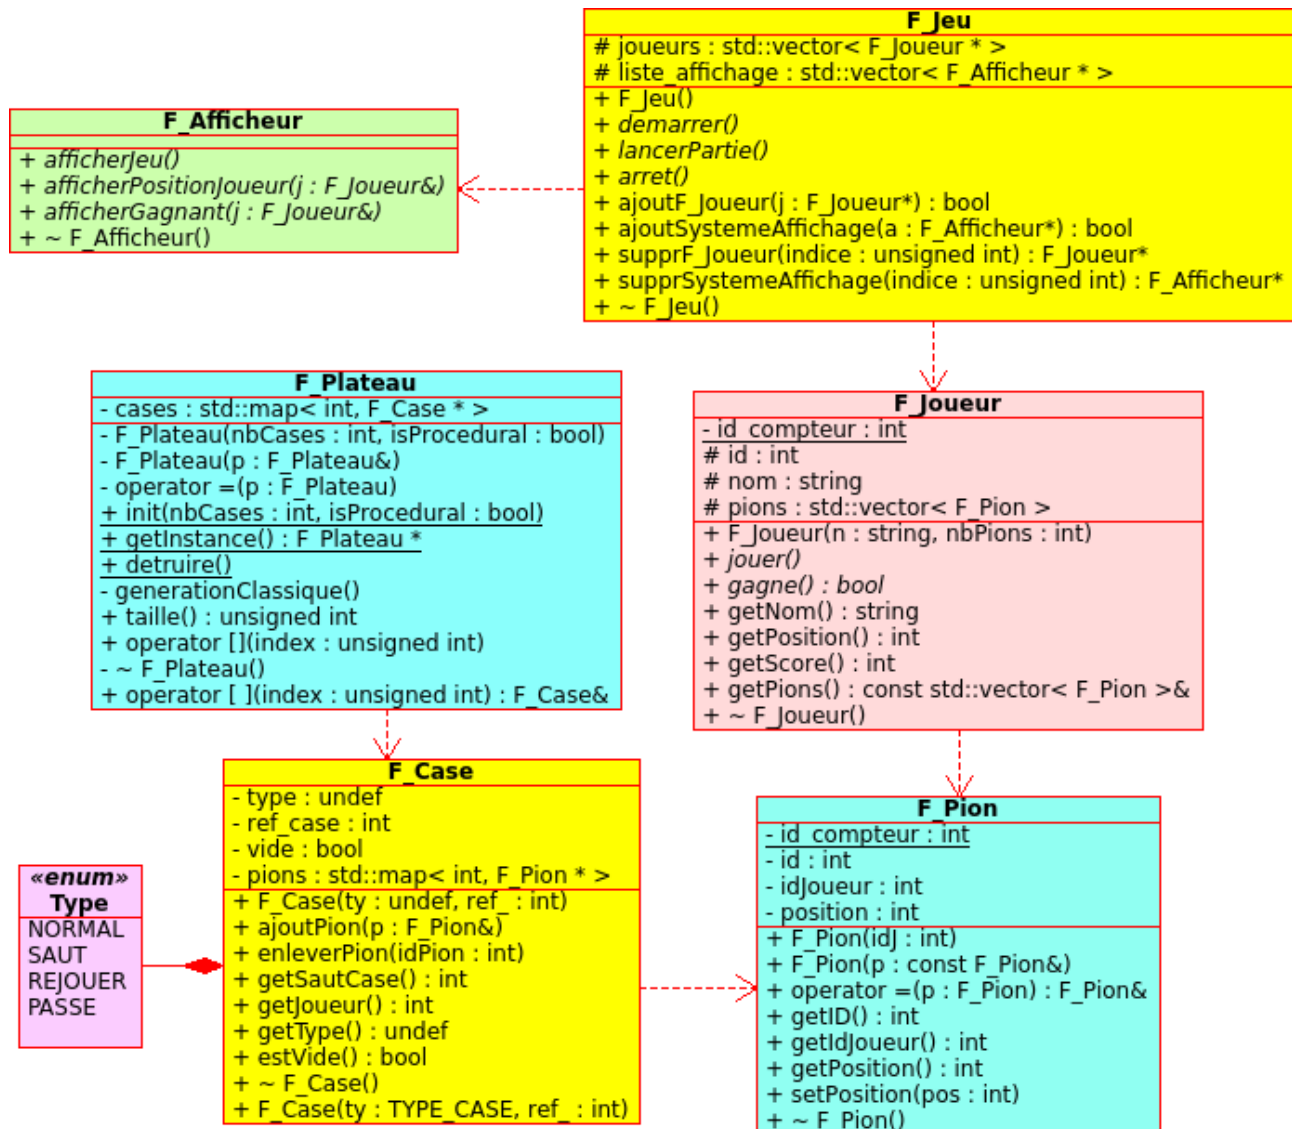 F_Jeu
# joueurs : std::vector< F_Joueur * >
# liste_affichage : std::vector< F_Afficheur * >
+ F_Jeu()
+ demarrer()
+ lancerPartie()
+ arret()
+ ajoutF_Joueur(j : F_Joueur*) : bool
+ ajoutSystemeAffichage(a : F_Afficheur*) : bool
+ supprF_Joueur(indice : unsigned int) : F_Joueur*
+ supprSystemeAffichage(indice : unsigned int) : F_Afficheur*
+ ~ F_Jeu()
F_Afficheur
+ afficherJeu()
+ afficherPositionJoueur(j : F_Joueur&)
+ afficherGagnant(j : F_Joueur&)
+ ~ F_Afficheur()
F_Plateau
- cases : std::map< int, F_Case * >
- F_Plateau(nbCases : int, isProcedural : bool)
- F_Plateau(p : F_Plateau&)
- operator =(p : F_Plateau)
+ init(nbCases : int, isProcedural : bool)
+ getInstance() : F_Plateau *
+ detruire()
- generationClassique()
+ taille() : unsigned int
+ operator [](index : unsigned int)
- ~ F_Plateau()
+ operator [ ](index : unsigned int) : F_Case&
F_Joueur
- id_compteur : int
# id : int
# nom : string
# pions : std::vector< F_Pion >
+ F_Joueur(n : string, nbPions : int)
+ jouer()
+ gagne() : bool
+ getNom() : string
+ getPosition() : int
+ getScore() : int
+ getPions() : const std::vector< F_Pion >&
+ ~ F_Joueur()
F_Case
- type : undef
- ref_case : int
- vide : bool
- pions : std::map< int, F_Pion * >
+ F_Case(ty : undef, ref_ : int)
+ ajoutPion(p : F_Pion&)
+ enleverPion(idPion : int)
+ getSautCase() : int
+ getJoueur() : int
+ getType() : undef
+ estVide() : bool
+ ~ F_Case()
+ F_Case(ty : TYPE_CASE, ref_ : int)
«enum»
Type
NORMAL
SAUT
REJOUER
PASSE
F_Pion
- id_compteur : int
- id : int
- idJoueur : int
- position : int
+ F_Pion(idJ : int)
+ F_Pion(p : const F_Pion&)
+ operator =(p : F_Pion) : F_Pion&
+ getID() : int
+ getIdJoueur() : int
+ getPosition() : int
+ setPosition(pos : int)
+ ~ F_Pion()